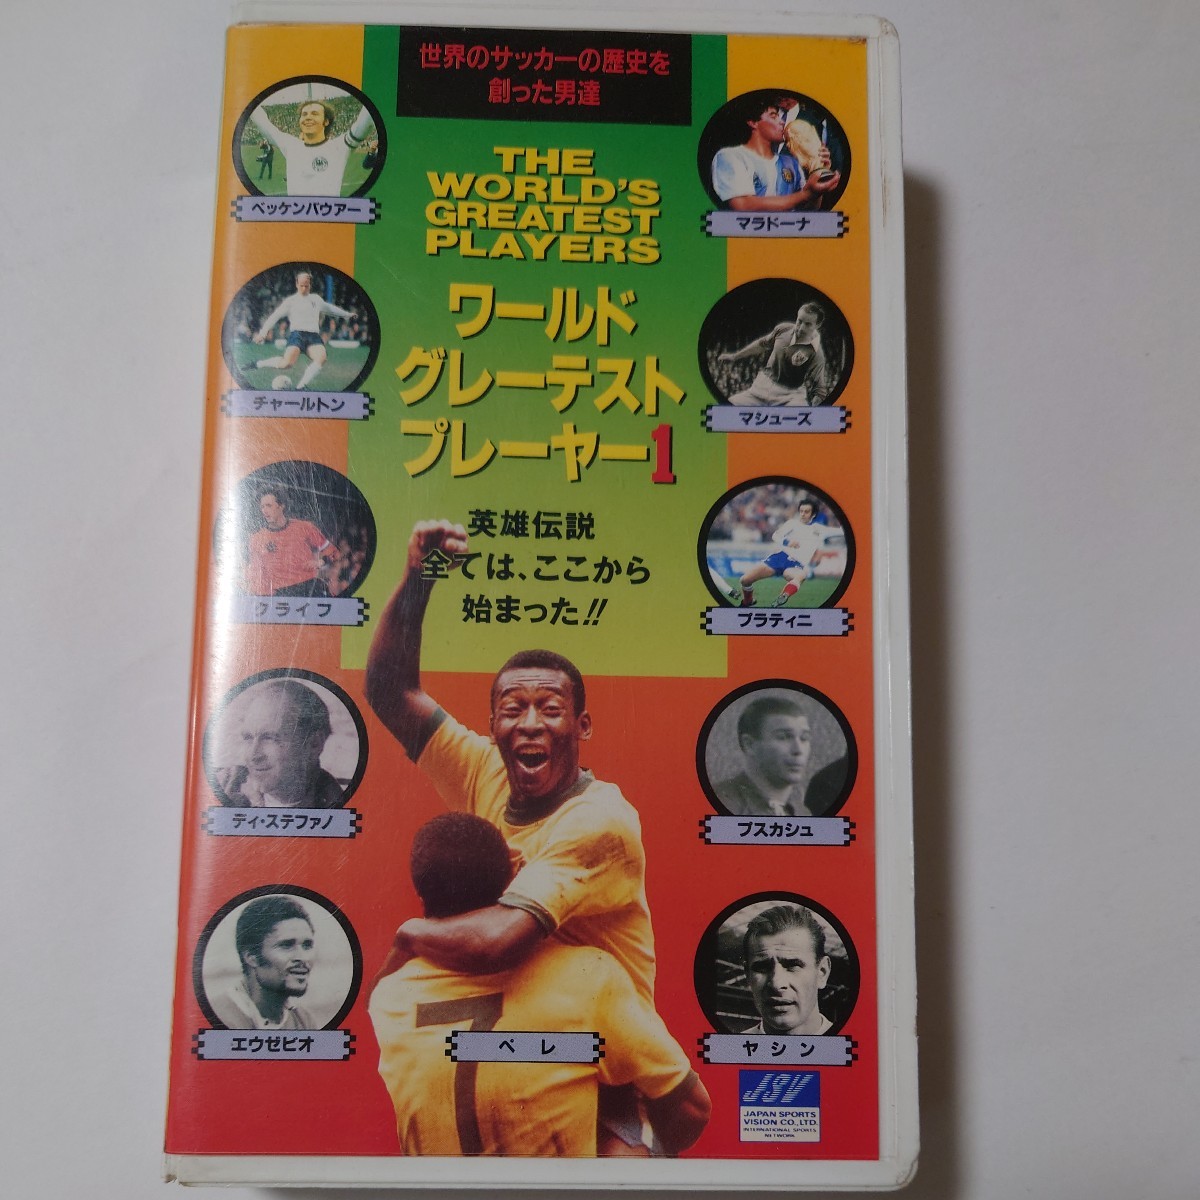 世界のサッカーの歴史を
創った男達
THE
WORLD'S
GREATEST
PLAYERS
ワールド
グレーテスト
プレーヤー1
英雄伝説
全ては、ここから
始まった!!
ベッケンバウアー
マラドーナ
チャールトン
マシューズ
クライフ
プラティニ
ディ・ステファノ
プスカシュ
エウゼビオ
ペレ
ヤシン
7
JSV
JAPAN SPORTS
VISION CO.,LTD.
INTERNATIONAL SPORTS
NETWORK